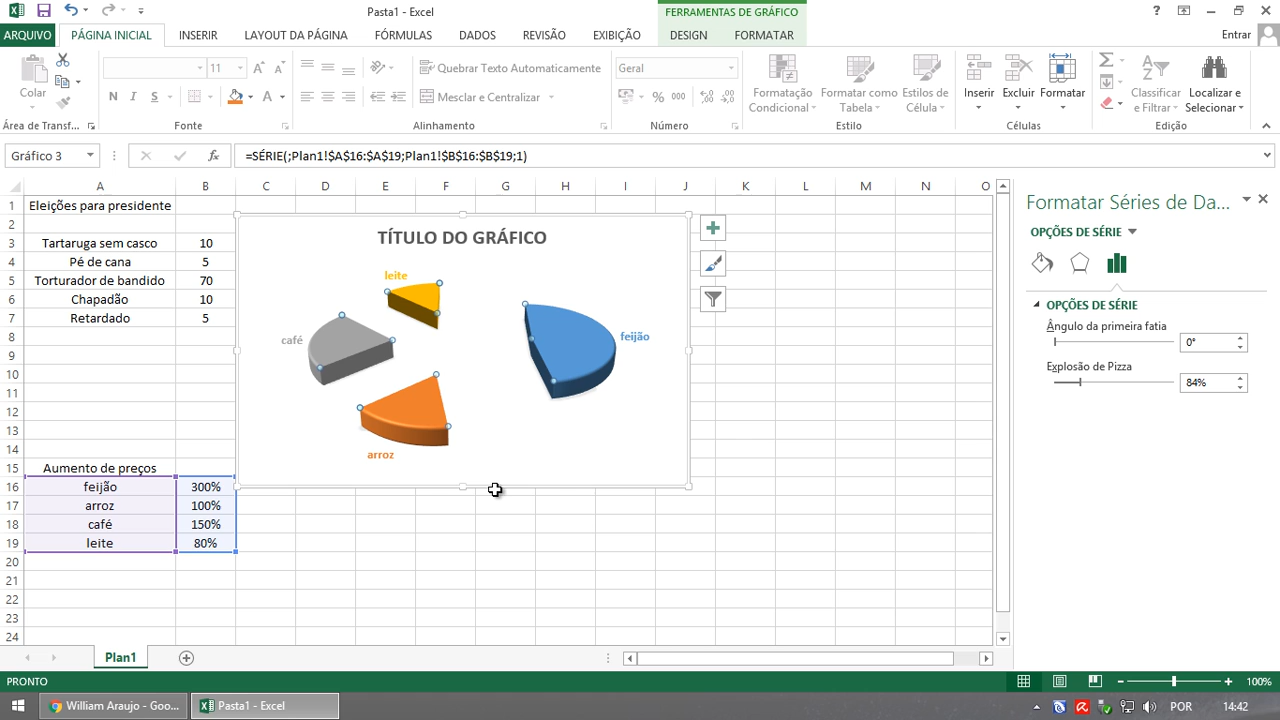 Pasta1 - Excel
FERRAMENTAS DE GRÁFICO
?
ARQUIVO
PÁGINA INICIAL
INSERIR
LAYOUT DA PÁGINA
FÓRMULAS
DADOS
REVISÃO
EXIBIÇÃO
DESIGN
FORMATAR
Entrar
Colar
11
N I S
Quebrar Texto Automaticamente
Mesclar e Centralizar
Geral
% 000
Formatação Condicional
Formatar como Tabela
Estilos de Célula
Inserir
Excluir
Formatar
Classificar e Filtrar
Localizar e Selecionar
Área de Transf...
Fonte
Alinhamento
Número
Estilo
Células
Edição
Gráfico 3
fx
=SÉRIE(;Plan1!$A$16:$A$19;Plan1!$B$16:$B$19;1)
A B C D E F G H I J K L M N O
1 Eleições para presidente
2
3 Tartaruga sem casco 10
4 Pé de cana 5
5 Torturador de bandido 70
6 Chapadão 10
7 Retardado 5
8
9
10
11
12
13
14
15 Aumento de preços
16 feijão 300%
17 arroz 100%
18 café 150%
19 leite 80%
20
21
22
23
24
TÍTULO DO GRÁFICO
leite
café
feijão
arroz
Formatar Séries de Da...
OPÇÕES DE SÉRIE
OPÇÕES DE SÉRIE
Ângulo da primeira fatia
0°
Explosão de Pizza
84%
Plan1
PRONTO
100%
William Araujo - Goo...
Pasta1 - Excel
POR
14:42